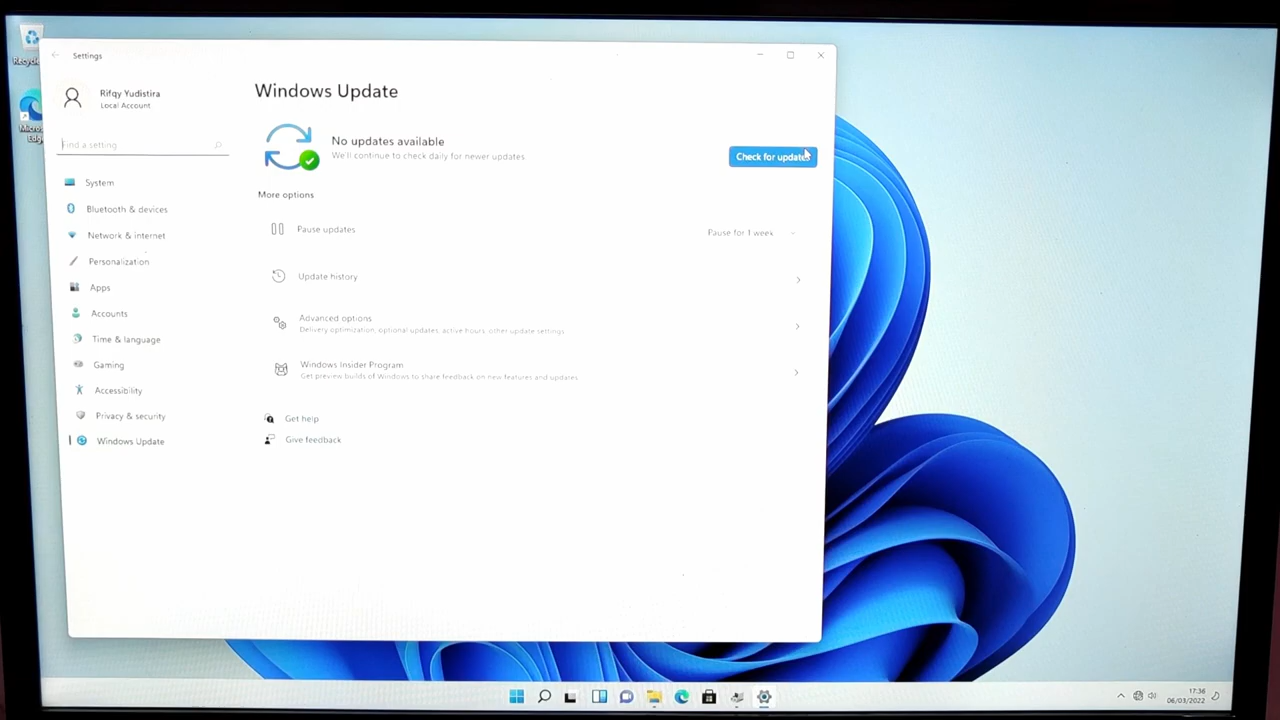 Settings
Rifqy Yudistira
Local Account
Find a setting
System
Bluetooth & devices
Network & internet
Personalization
Apps
Accounts
Time & language
Gaming
Accessibility
Privacy & security
Windows Update
Windows Update
No updates available
We'll continue to check daily for newer updates
Check for updates
More options
Pause updates
Pause for 1 week
Update history
Advanced options
Delivery optimization, optional updates, active hours, other update settings
Windows Insider Program
Get preview builds of Windows to share feedback on new features and updates
Get help
Give feedback
Recycle
Micros
Edge
17:36
06/03/2022